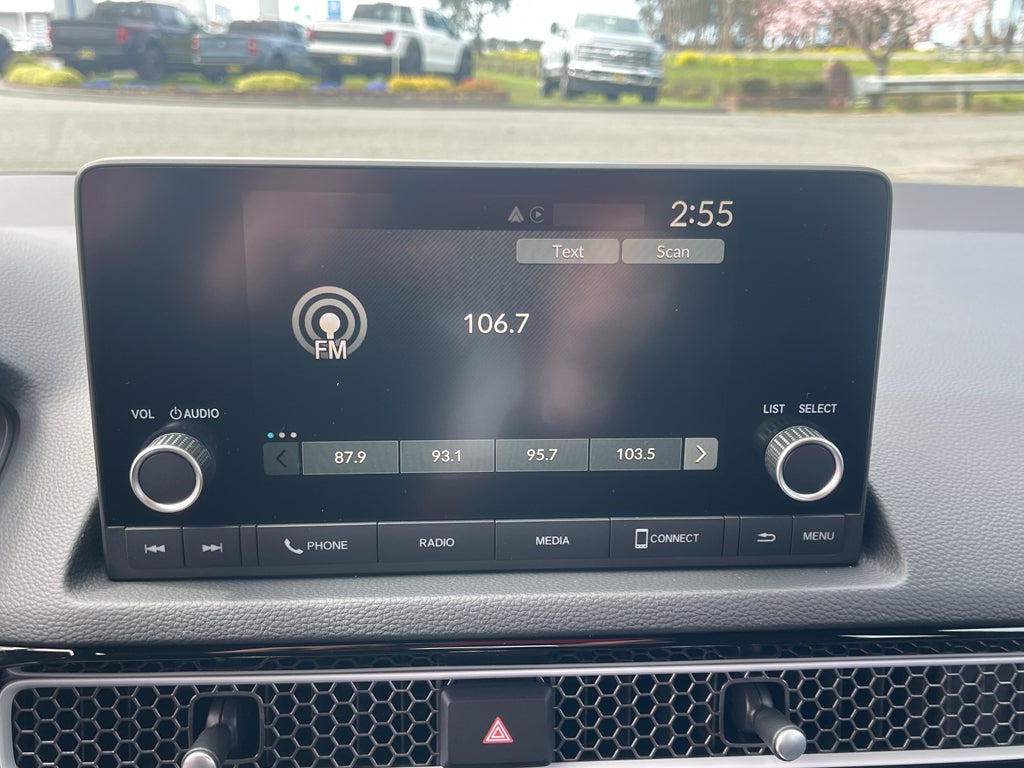 2:55
Text Scan
106.7
FM
VOL AUDIO LIST SELECT
87.9 93.1 95.7 103.5
PHONE RADIO MEDIA CONNECT MENU